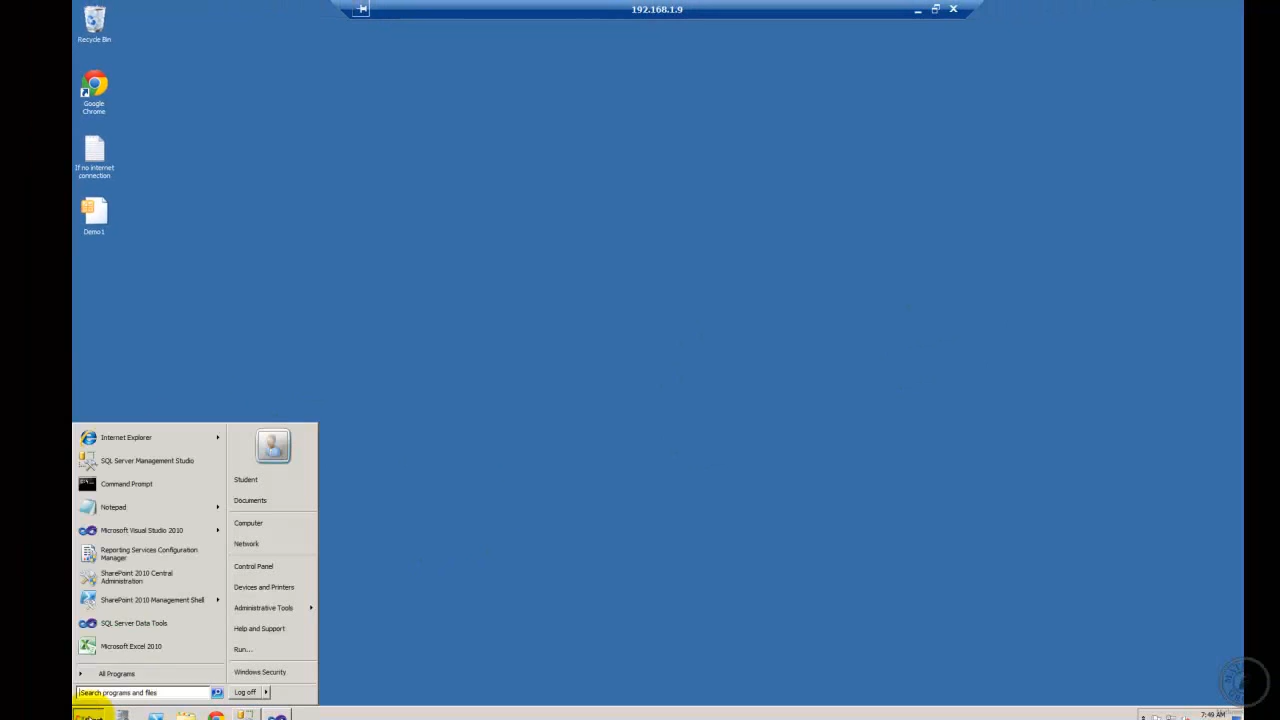 192.168.1.9
Recycle Bin
Google
Chrome
If no internet
connection
Demo1
Internet Explorer
SQL Server Management Studio
Command Prompt
Notepad
Microsoft Visual Studio 2010
Reporting Services Configuration
Manager
SharePoint 2010 Central
Administration
SharePoint 2010 Management Shell
SQL Server Data Tools
Microsoft Excel 2010
All Programs
Search programs and files
Student
Documents
Computer
Network
Control Panel
Devices and Printers
Administrative Tools
Help and Support
Run...
Windows Security
Log off
7:49 AM